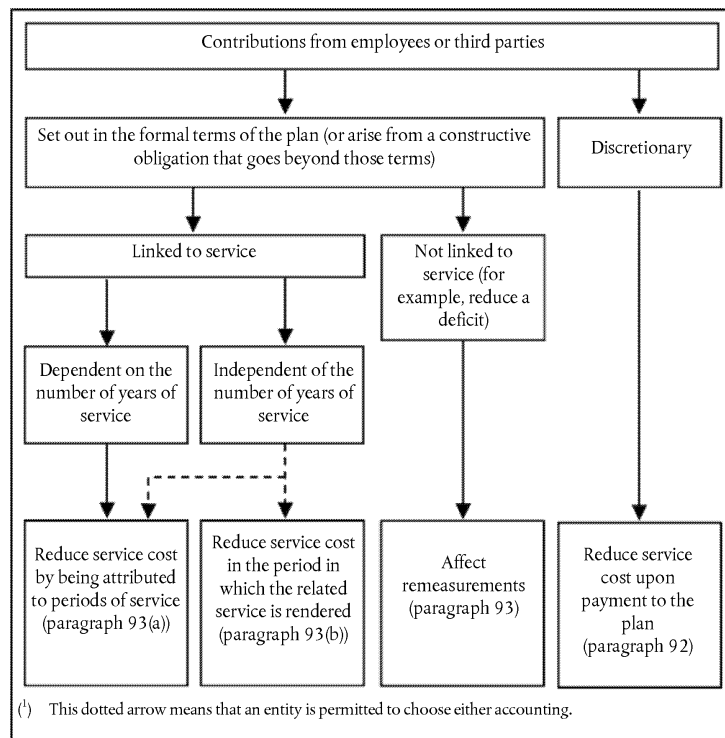 Contributions from employees or third parties
Set out in the formal terms of the plan (or arise from a constructive
obligation that goes beyond those terms)
Discretionary
Linked to service
Not linked to
service (for
example, reduce a
deficit)
Dependent on the
number of years of
service
Independent of the
number of years of
service
Reduce service cost
by being attributed
to periods of service
(paragraph 93(a))
Reduce service cost
in the period in
which the related
service is rendered
(paragraph 93(b))
Affect
remeasurements
(paragraph 93)
Reduce service
cost upon
payment to the
plan
(paragraph 92)
(¹) This dotted arrow means that an entity is permitted to choose either accounting.